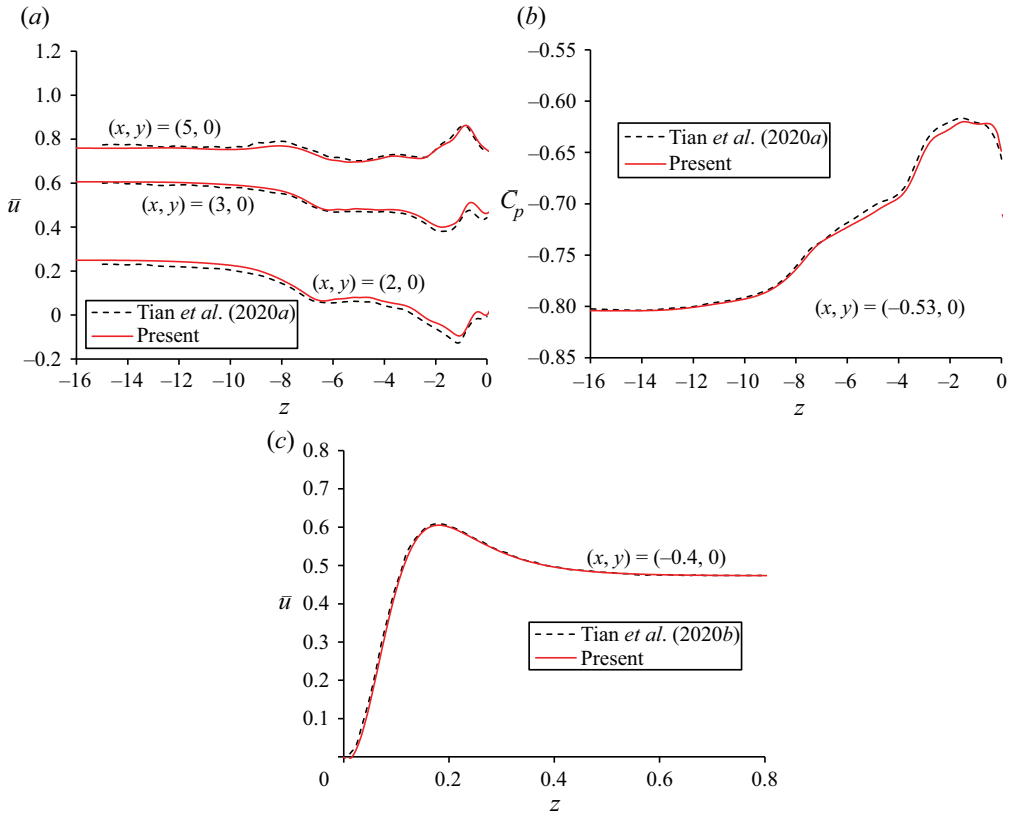 (a)
1.2
1.0
0.8
0.6
0.4
0.2
0
–0.2
ū
(x, y) = (5, 0)
(x, y) = (3, 0)
(x, y) = (2, 0)
Tian et al. (2020a)
Present
–16 –14 –12 –10 –8 –6 –4 –2 0
z
(b)
–0.55
–0.60
–0.65
–0.70
–0.75
–0.80
–0.85
C̄p
Tian et al. (2020a)
Present
(x, y) = (–0.53, 0)
–16 –14 –12 –10 –8 –6 –4 –2 0
z
(c)
0.8
0.7
0.6
0.5
0.4
0.3
0.2
0.1
ū
(x, y) = (–0.4, 0)
Tian et al. (2020b)
Present
0 0.2 0.4 0.6 0.8
z